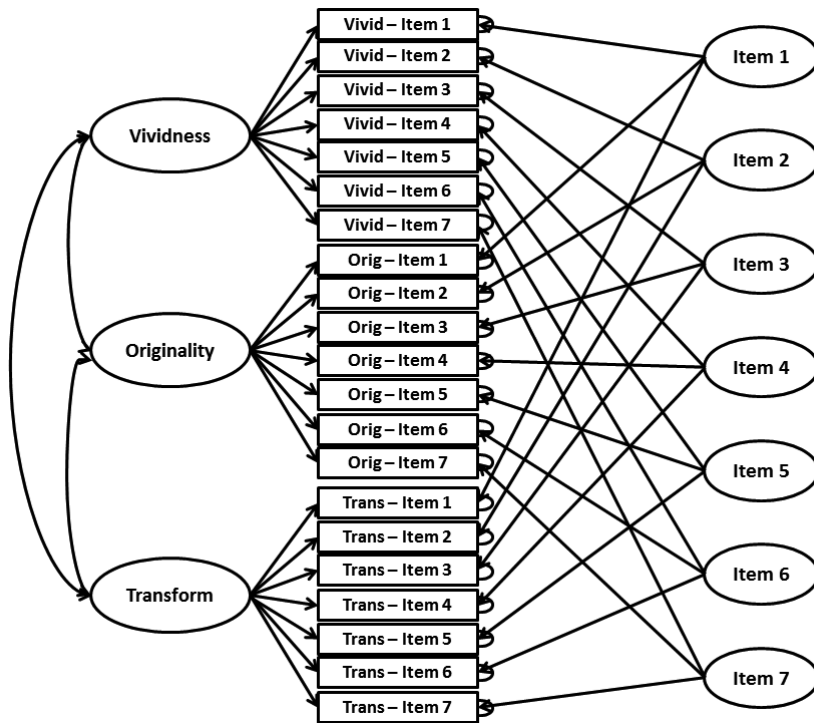 Vividness
Originality
Transform
Vivid – Item 1
Vivid – Item 2
Vivid – Item 3
Vivid – Item 4
Vivid – Item 5
Vivid – Item 6
Vivid – Item 7
Orig – Item 1
Orig – Item 2
Orig – Item 3
Orig – Item 4
Orig – Item 5
Orig – Item 6
Orig – Item 7
Trans – Item 1
Trans – Item 2
Trans – Item 3
Trans – Item 4
Trans – Item 5
Trans – Item 6
Trans – Item 7
Item 1
Item 2
Item 3
Item 4
Item 5
Item 6
Item 7